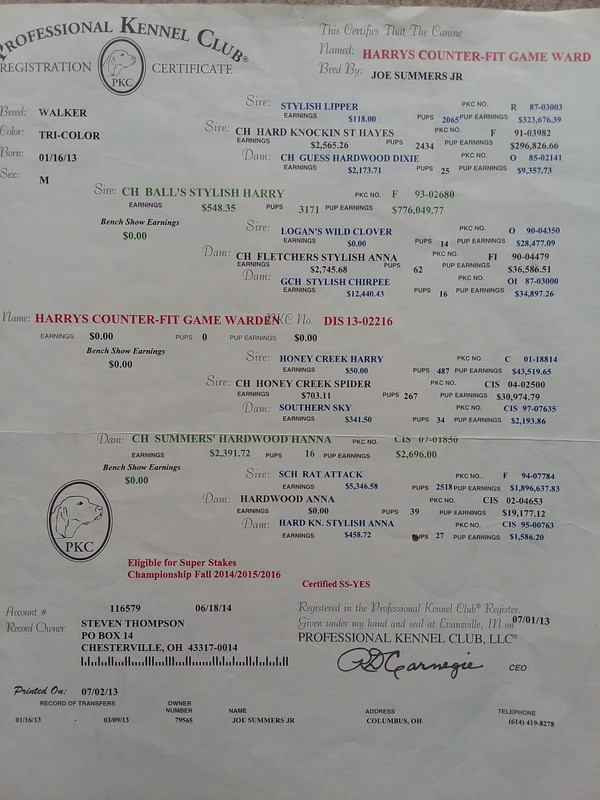 PROFESSIONAL KENNEL CLUB®
REGISTRATION CERTIFICATE
PKC
This Certifies That The Canine
Named: HARRYS COUNTER-FIT GAME WARD
Bred By: JOE SUMMERS JR
Breed: WALKER
Color: TRI-COLOR
Born: 01/16/13
Sex: M
Sire: STYLISH LIPPER PKC NO. R 87-03003
EARNINGS $118.00 PUPS 2065 PUP EARNINGS $323,676.39
Sire: CH HARD KNOCKIN ST HAYES PKC NO. F 91-03982
EARNINGS $2,565.26 PUPS 2434 PUP EARNINGS $296,826.66
Dam: CH GUESS HARDWOOD DIXIE PKC NO. O 85-02141
EARNINGS $2,173.71 PUPS 25 PUP EARNINGS $9,357.73
Sire: CH BALL'S STYLISH HARRY PKC NO. F 93-02680
EARNINGS $548.35 PUPS 3171 PUP EARNINGS $776,049.77
Bench Show Earnings
$0.00
Sire: LOGAN'S WILD CLOVER PKC NO. O 90-04350
EARNINGS $0.00 PUPS 14 PUP EARNINGS $28,477.09
Dam: CH FLETCHERS STYLISH ANNA PKC NO. FI 90-04479
EARNINGS $2,745.68 PUPS 62 PUP EARNINGS $36,586.51
Dam: GCH STYLISH CHIRPEE PKC NO. OI 87-03000
EARNINGS $12,440.43 PUPS 16 PUP EARNINGS $34,897.26
Name: HARRYS COUNTER-FIT GAME WARDEN PKC No. DIS 13-02216
EARNINGS $0.00 PUPS 0 PUP EARNINGS $0.00
Bench Show Earnings
$0.00
Sire: HONEY CREEK HARRY PKC NO. C 01-18814
EARNINGS $50.00 PUPS 487 PUP EARNINGS $43,519.65
Sire: CH HONEY CREEK SPIDER PKC NO. CIS 04-02500
EARNINGS $703.11 PUPS 267 PUP EARNINGS $30,974.79
Dam: SOUTHERN SKY PKC NO. CIS 97-07635
EARNINGS $341.50 PUPS 34 PUP EARNINGS $2,193.86
Dam: CH SUMMERS' HARDWOOD HANNA PKC NO. CIS 07-01850
EARNINGS $2,391.72 PUPS 16 PUP EARNINGS $2,696.00
Bench Show Earnings
$0.00
Sire: SCH RAT ATTACK PKC NO. F 94-07784
EARNINGS $5,346.58 PUPS 2518 PUP EARNINGS $1,896,637.83
Dam: HARDWOOD ANNA PKC NO. CIS 02-04653
EARNINGS $0.00 PUPS 39 PUP EARNINGS $19,177.12
Dam: HARD KN. STYLISH ANNA PKC NO. CIS 95-00763
EARNINGS $458.72 PUPS 27 PUP EARNINGS $1,586.20
PKC
Eligible for Super Stakes
Championship Fall 2014/2015/2016
Certified SS-YES
Account # 116579 06/18/14
Record Owner STEVEN THOMPSON
PO BOX 14
CHESTERVILLE, OH 43317-0014
Registered in the Professional Kennel Club® Register.
Given under my hand and seal at Evansville, IN on 07/01/13
PROFESSIONAL KENNEL CLUB, LLC®
RD Carnegie CEO
Printed On: 07/02/13
RECORD OF TRANSFERS OWNER NUMBER NAME ADDRESS TELEPHONE
01/16/13 - 03/09/13 79565 JOE SUMMERS JR COLUMBUS, OH (614) 419-8278